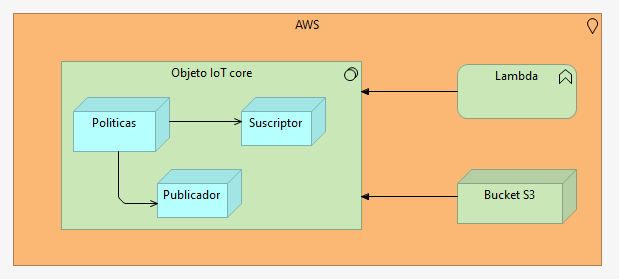 AWS
Objeto IoT core
Lambda
Politicas
Suscriptor
Publicador
Bucket S3